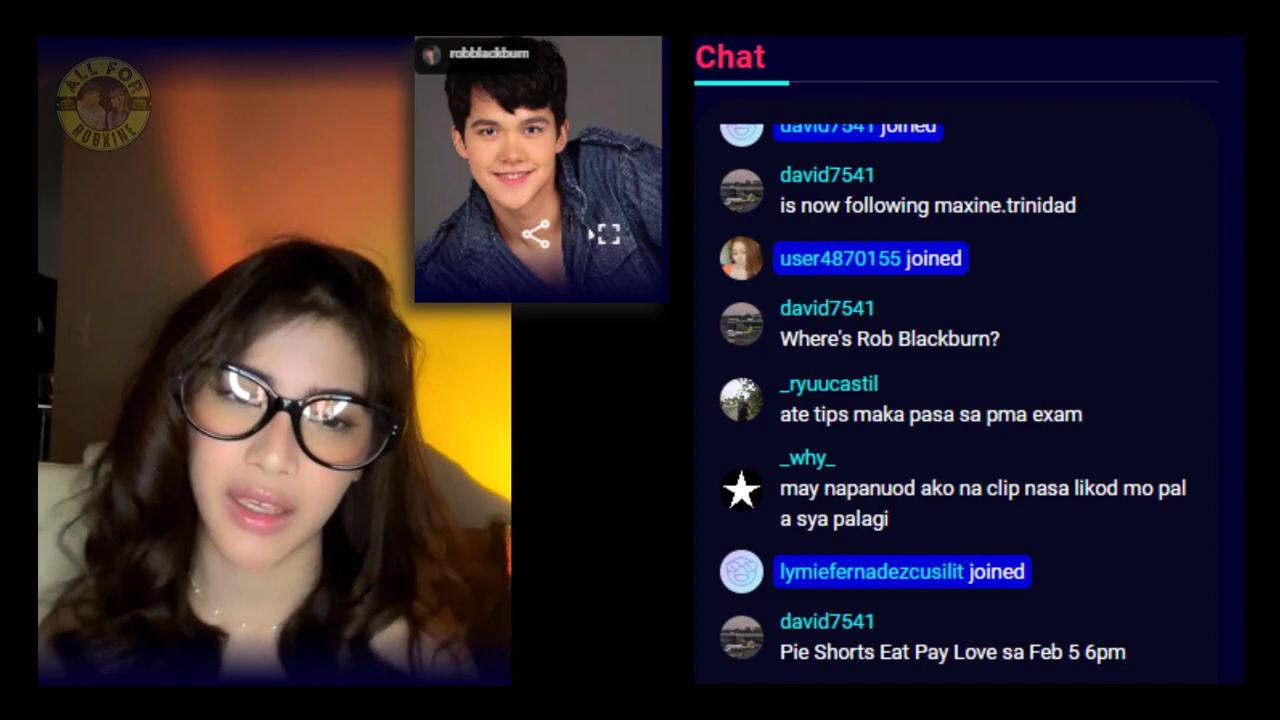 ALL FOR
ROBXINE
robblackburn
Chat
david7541 joined
david7541
is now following maxine.trinidad
user4870155 joined
david7541
Where's Rob Blackburn?
_ryuucastil
ate tips maka pasa sa pma exam
_why_
may napanuod ako na clip nasa likod mo pal
a sya palagi
lymiefernadezcusilit joined
david7541
Pie Shorts Eat Pay Love sa Feb 5 6pm